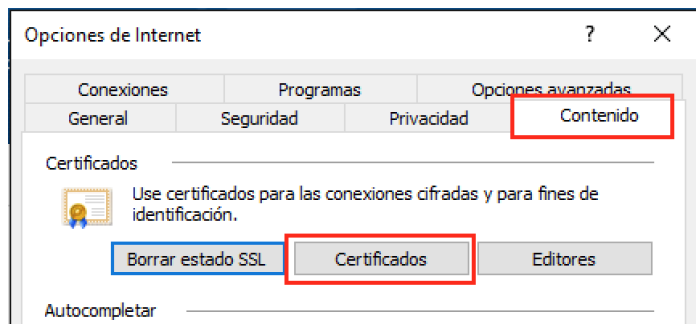 Opciones de Internet ? X
Conexiones Programas Opciones avanzadas
General Seguridad Privacidad Contenido
Certificados
Use certificados para las conexiones cifradas y para fines de
identificación.
Borrar estado SSL Certificados Editores
Autocompletar